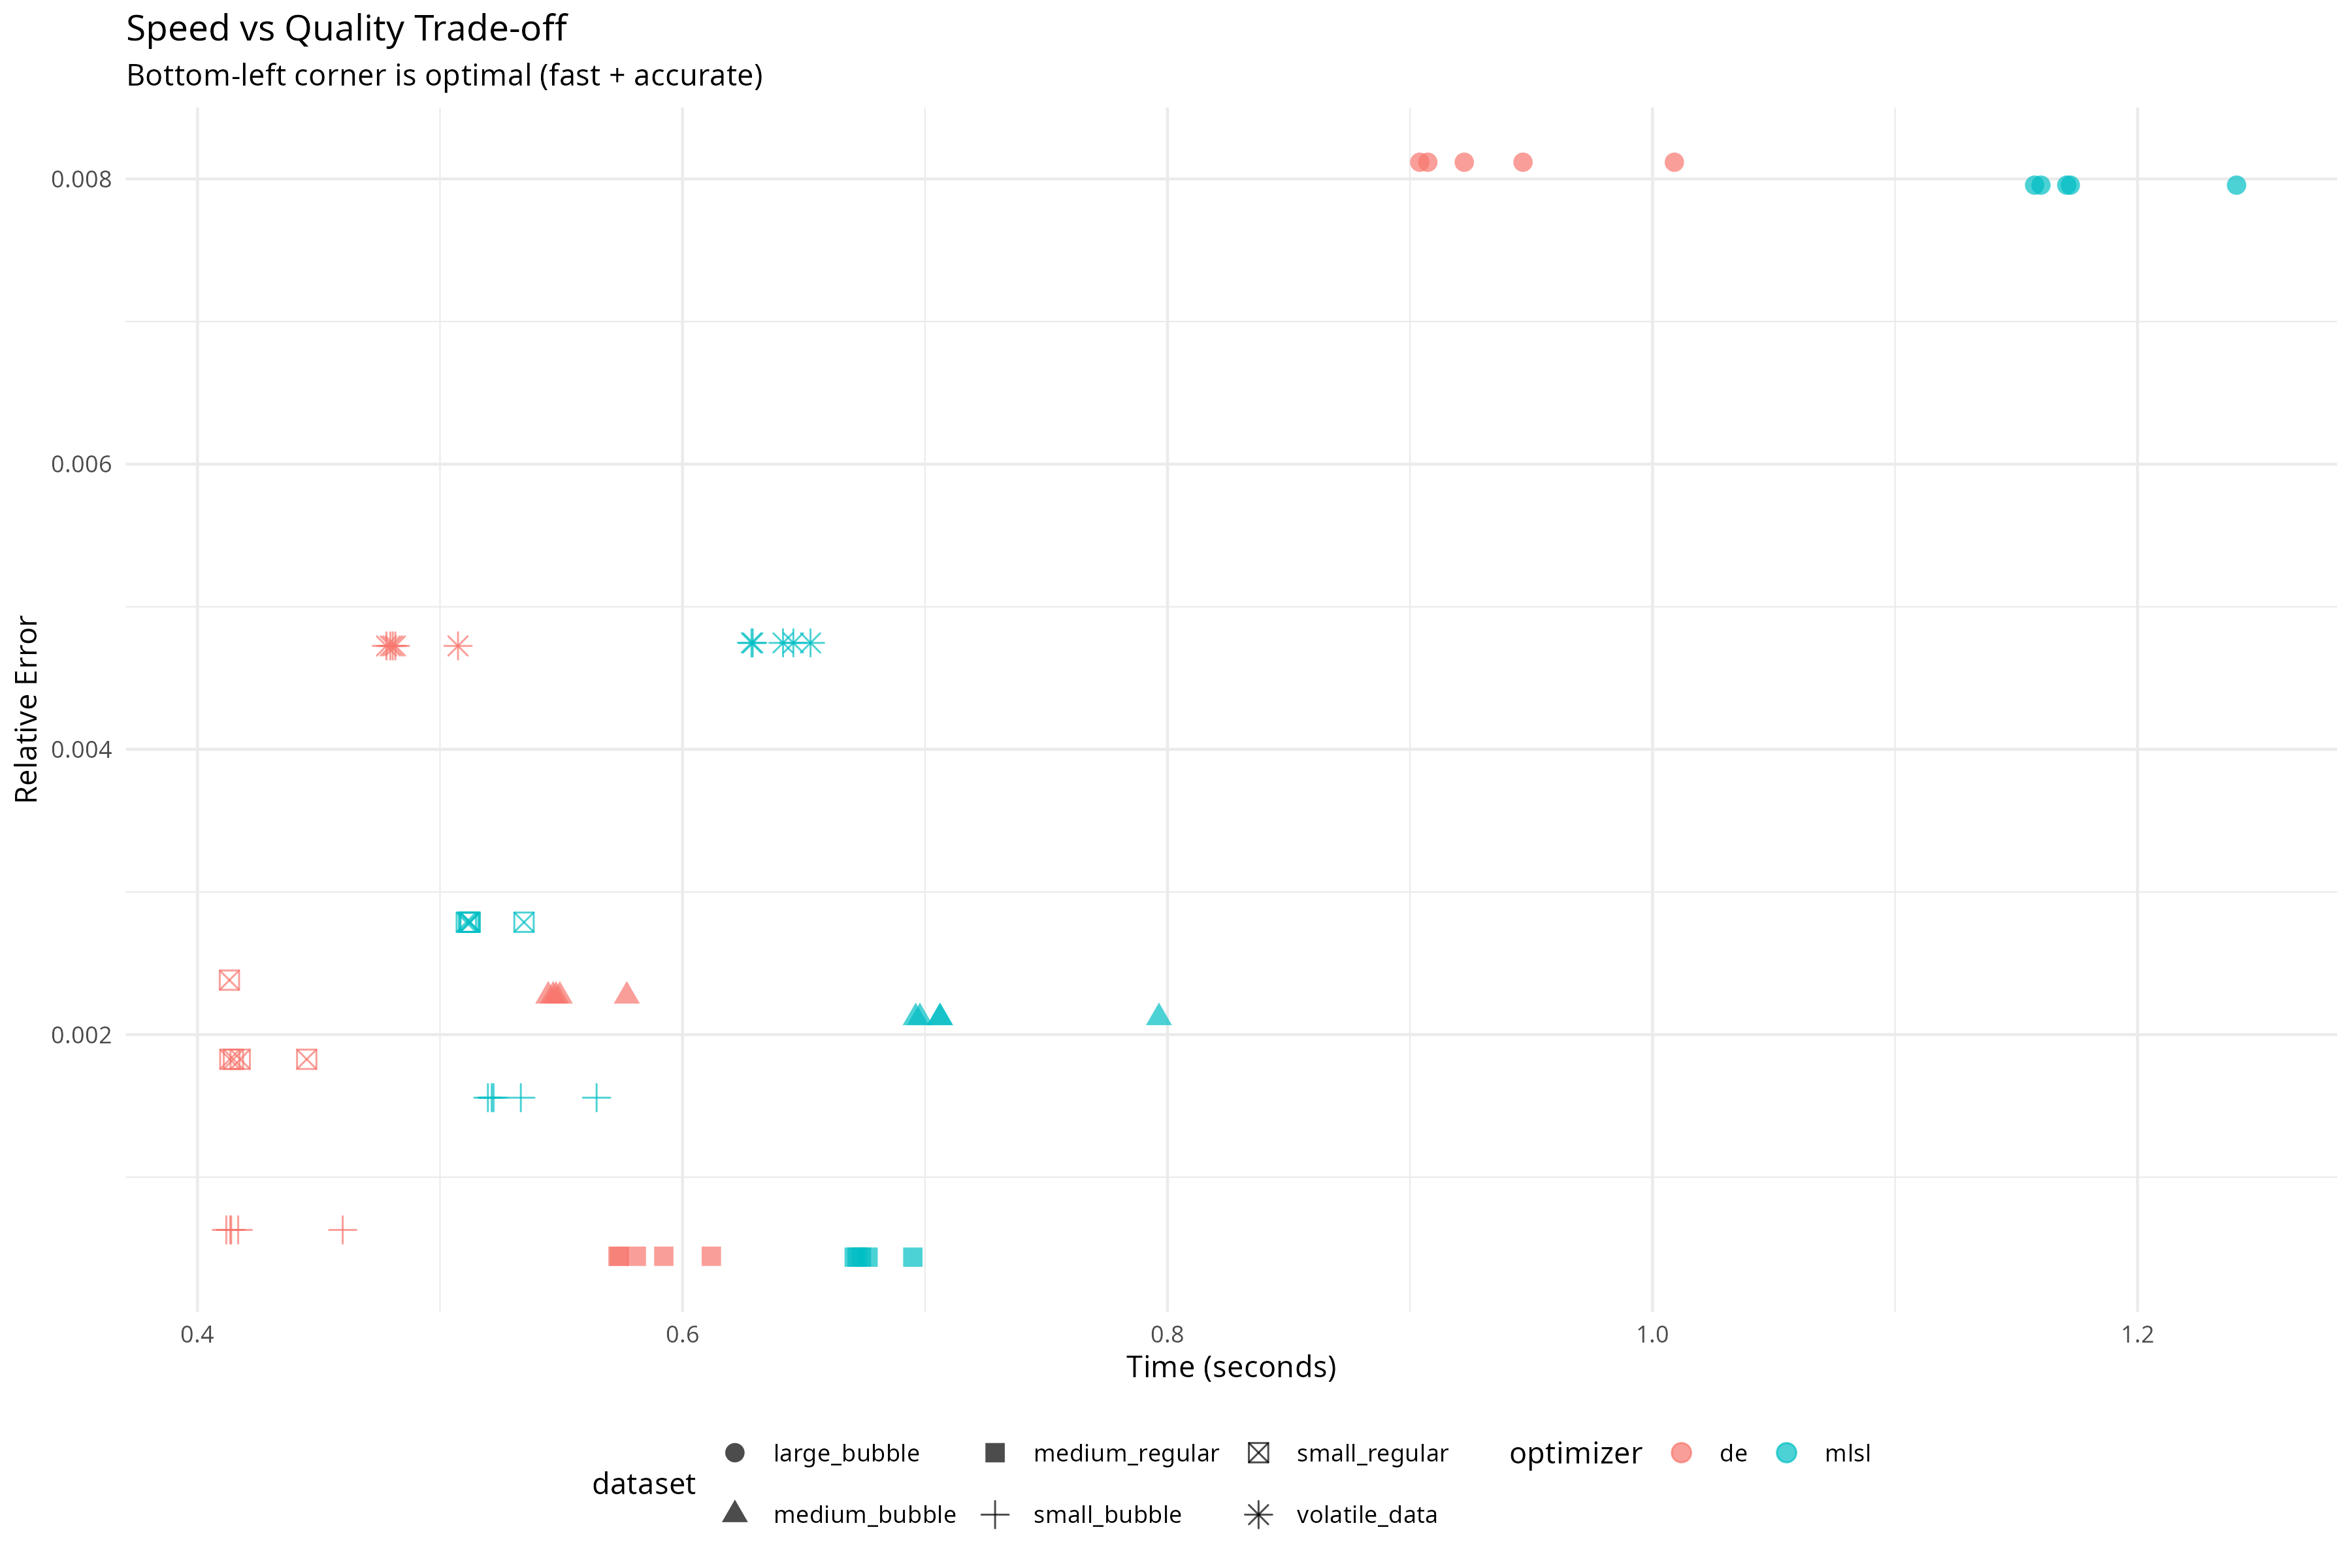 Speed vs Quality Trade-off
Bottom-left corner is optimal (fast + accurate)
Relative Error
0.008
0.006
0.004
0.002
0.4 0.6 0.8 1.0 1.2
Time (seconds)
dataset
large_bubble medium_regular small_regular
medium_bubble small_bubble volatile_data
optimizer de mlsl